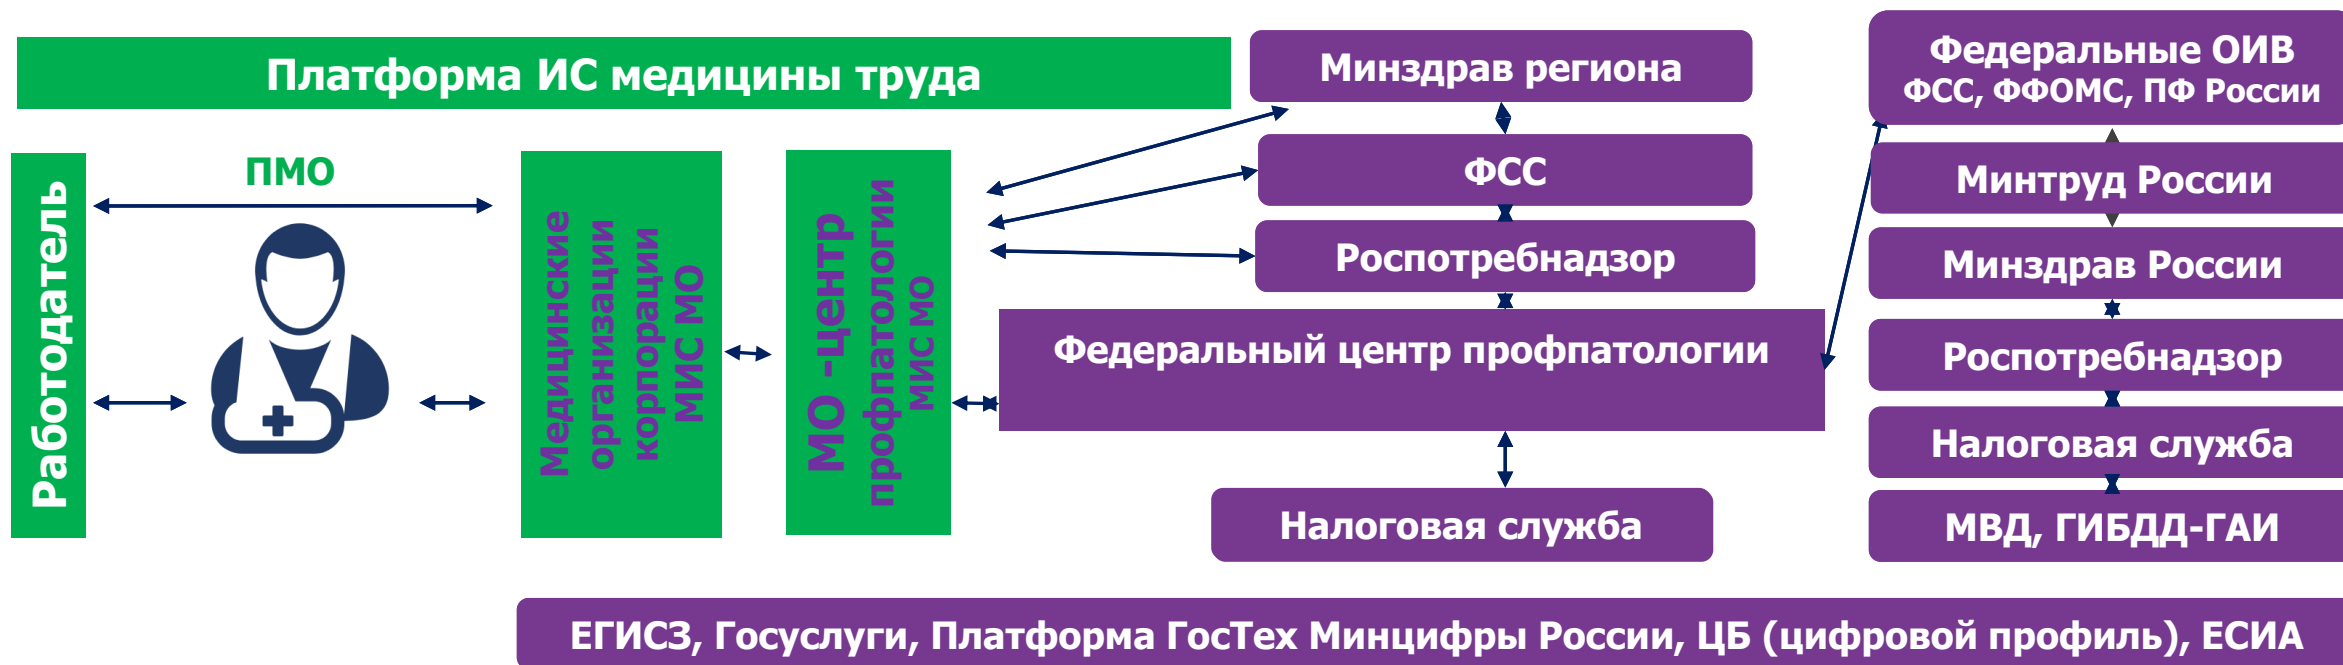 Платформа ИС медицины труда
Работодатель
ПМО
Медицинские
организации
корпорации
МИС МО
МО -центр
профпатологии
МИС МО
Минздрав региона
ФСС
Роспотребнадзор
Федеральный центр профпатологии
Налоговая служба
Федеральные ОИВ
ФСС, ФФОМС, ПФ России
Минтруд России
Минздрав России
Роспотребнадзор
Налоговая служба
МВД, ГИБДД-ГАИ
ЕГИСЗ, Госуслуги, Платформа ГосТех Минцифры России, ЦБ (цифровой профиль), ЕСИА